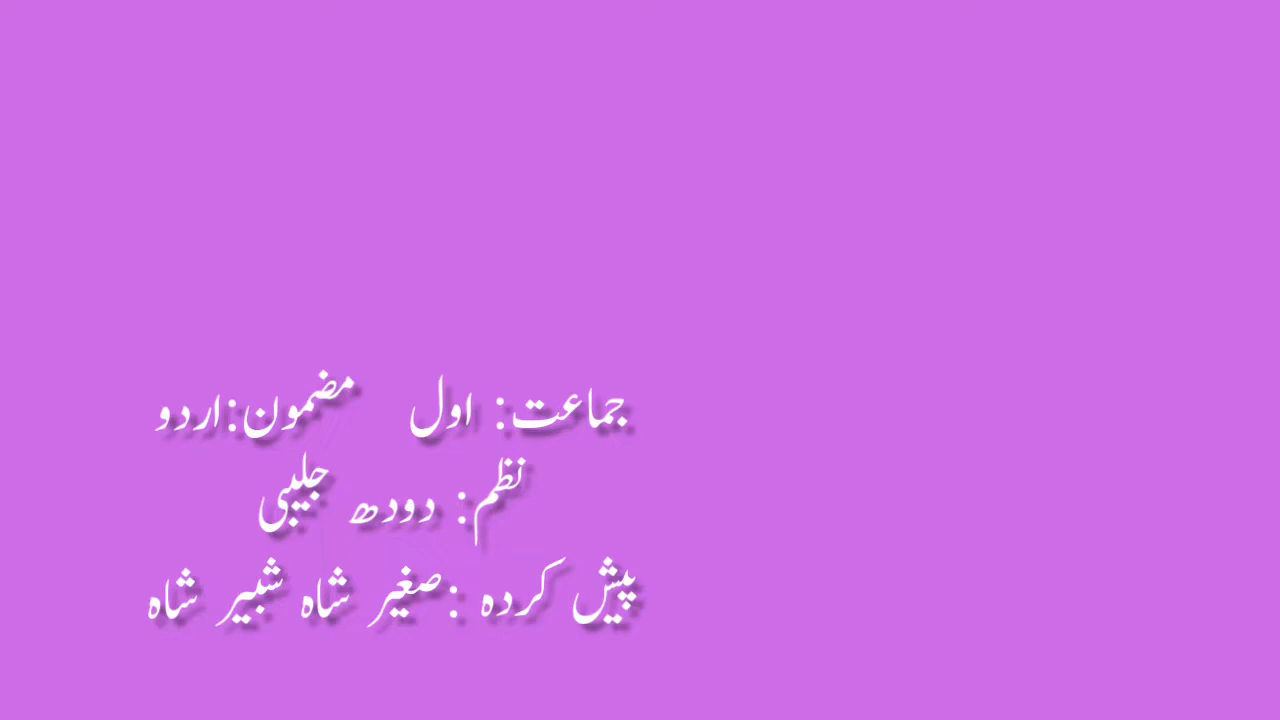 جماعت: اول   مضمون:اردو
نظم: دودھ جلیبی
پیش کردہ :صغیر شاہ شبیر شاہ